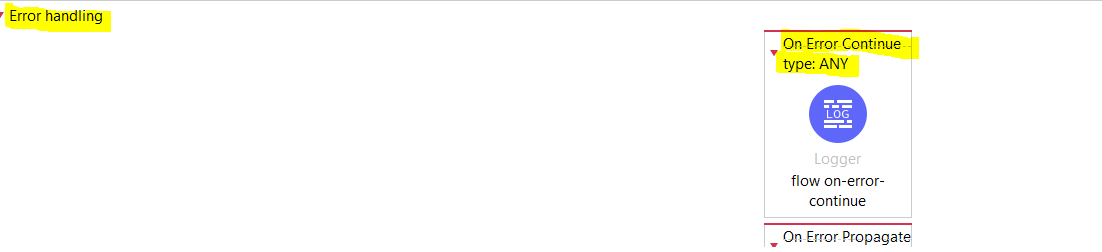 Error handling
On Error Continue
type: ANY
LOG
Logger
flow on-error-
continue
On Error Propagate